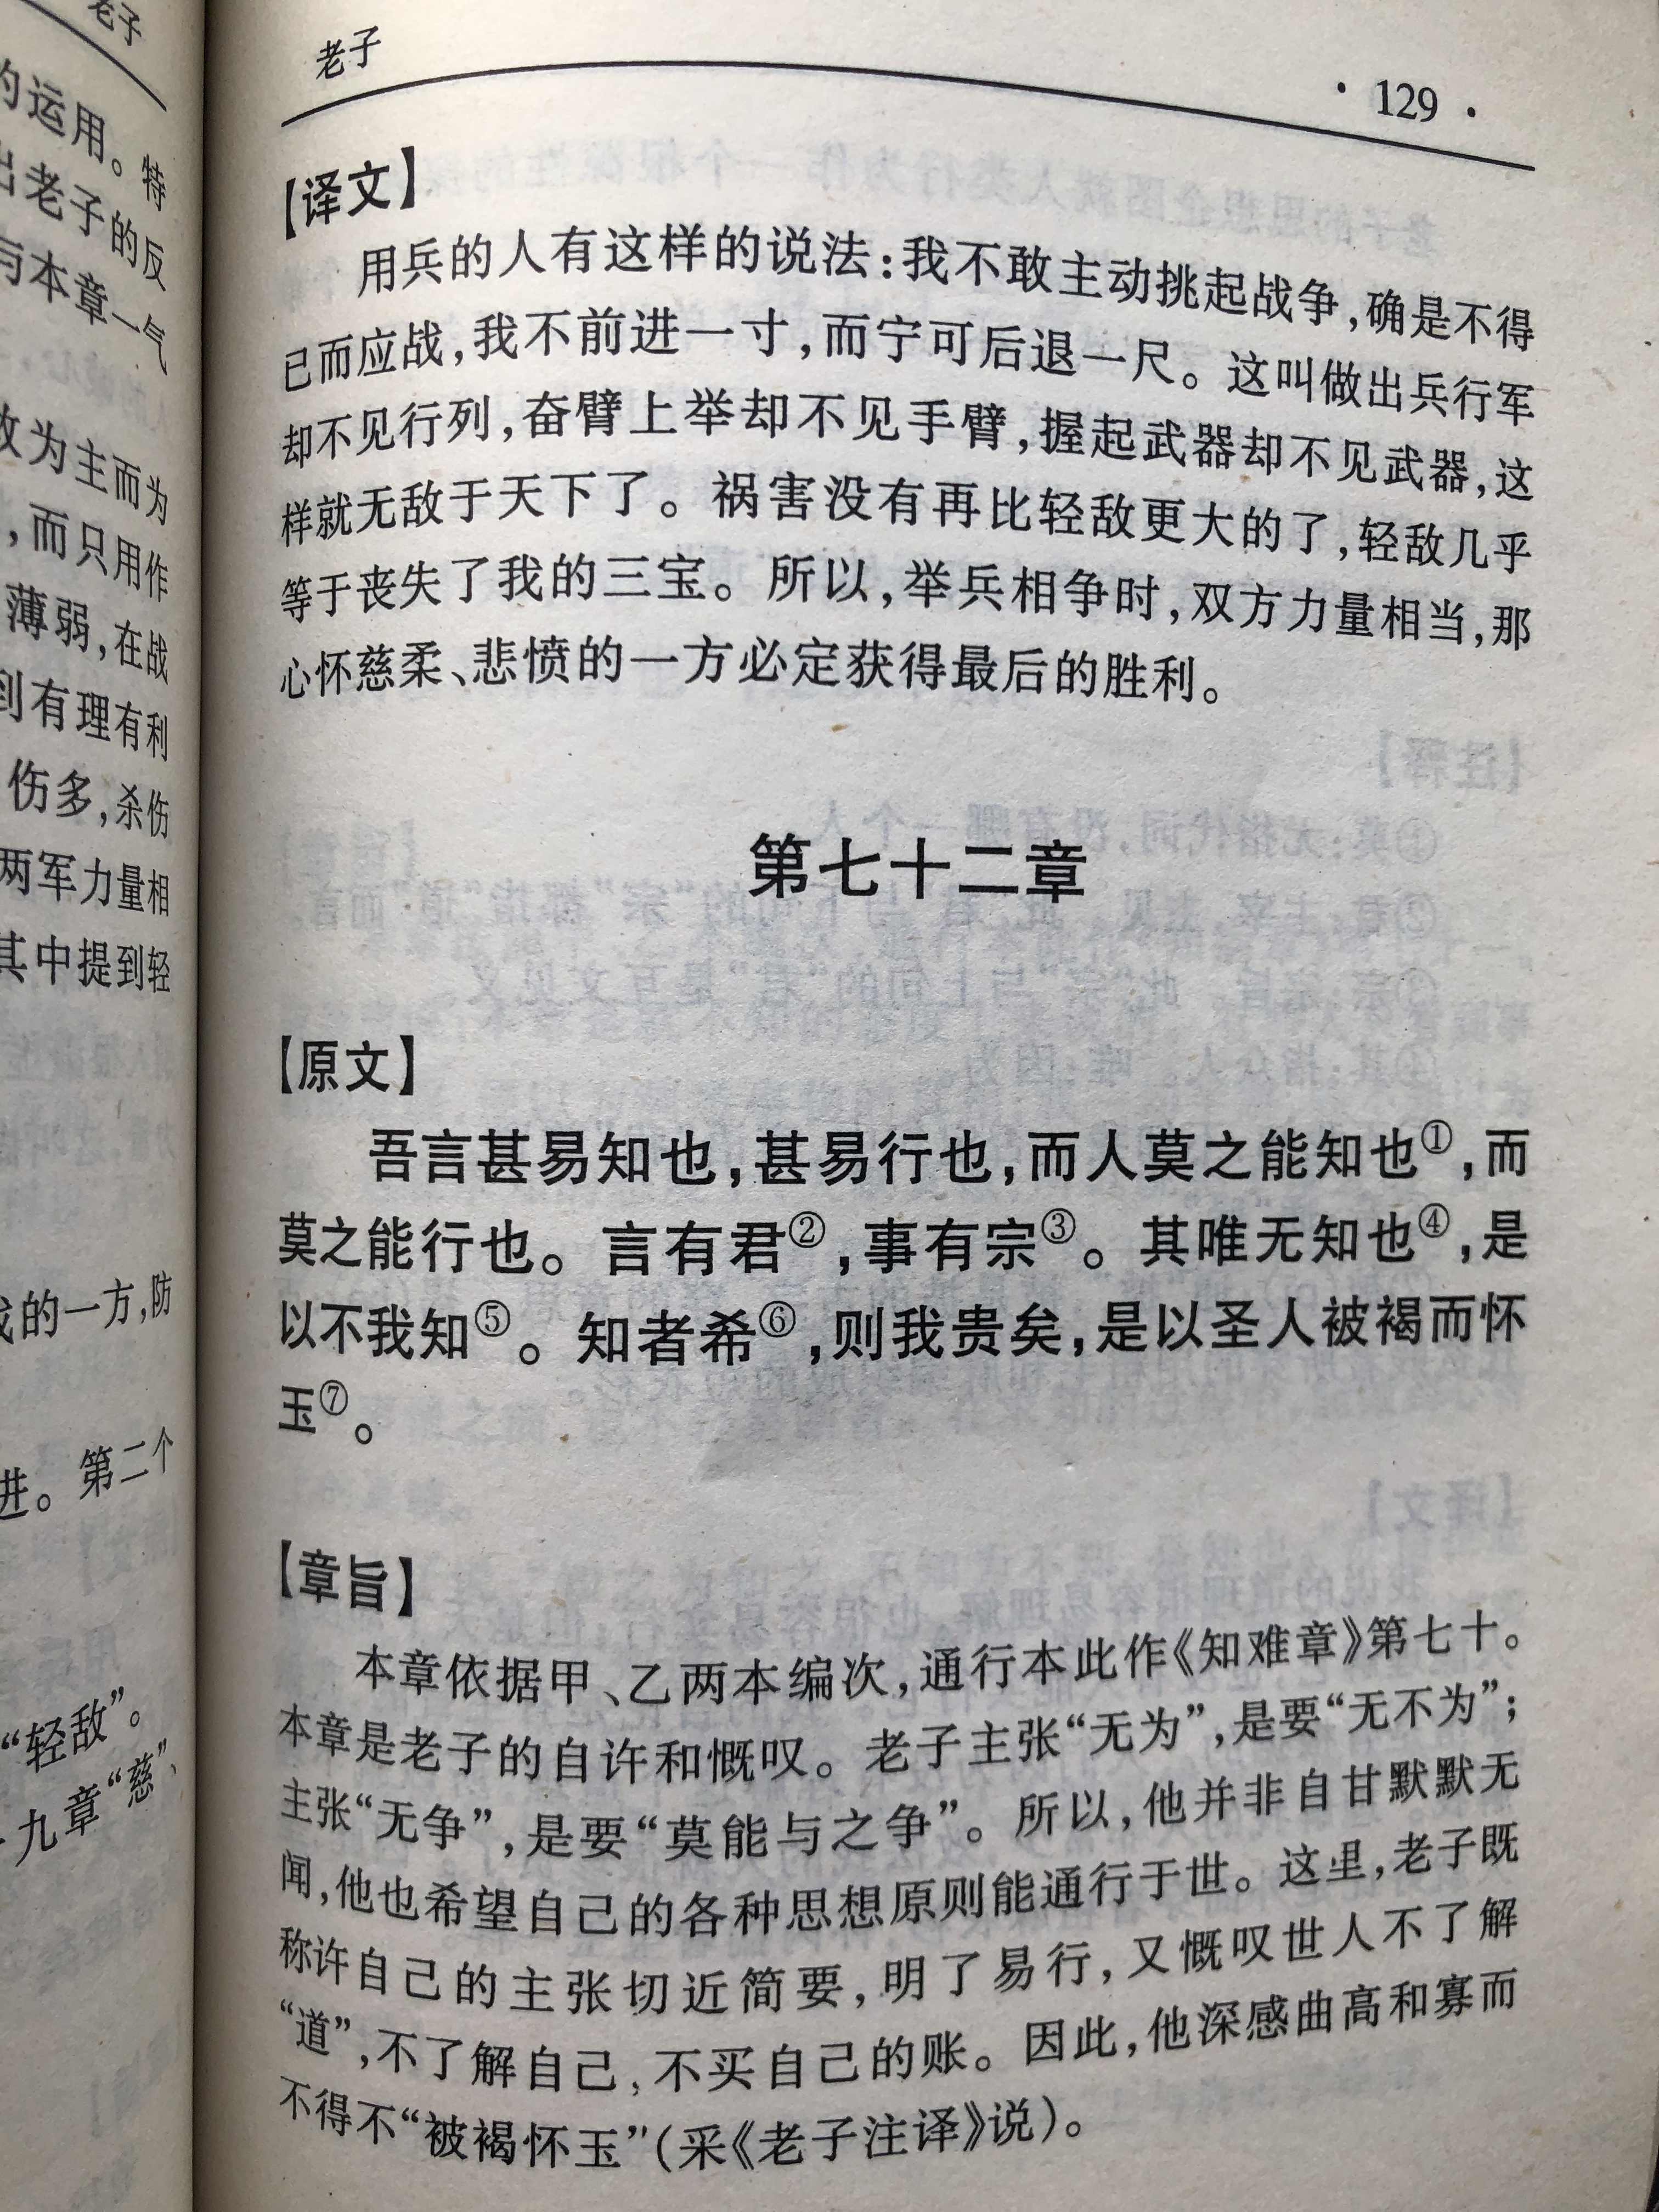 老子
的运用。特
出老子的反
与本章一气
敢为主而为
，而只用作
薄弱，在战
到有理有利
伤多，杀伤
两军力量相
其中提到轻
的一方，防
进。第二个
“轻敌”。
九章“慈”、
老子
·129·
【译文】
用兵的人有这样的说法：我不敢主动挑起战争，确是不得
已而应战，我不前进一寸，而宁可后退一尺。这叫做出兵行军
却不见行列，奋臂上举却不见手臂，握起武器却不见武器，这
样就无敌于天下了。祸害没有再比轻敌更大的了，轻敌几乎
等于丧失了我的三宝。所以，举兵相争时，双方力量相当，那
心怀慈柔、悲愤的一方必定获得最后的胜利。
第七十二章
【原文】
吾言甚易知也，甚易行也，而人莫之能知也①，而
莫之能行也。言有君②，事有宗③。其唯无知也④，是
以不我知⑤。知者希⑥，则我贵矣，是以圣人被褐而怀
玉⑦。
【章旨】
本章依据甲、乙两本编次，通行本此作《知难章》第七十。
本章是老子的自许和慨叹。老子主张“无为”，是要“无不为”；
主张“无争”，是要“莫能与之争”。所以，他并非自甘默默无
闻，他也希望自己的各种思想原则能通行于世。这里，老子既
称许自己的主张切近简要，明了易行，又慨叹世人不了解
“道”，不了解自己，不买自己的账。因此，他深感曲高和寡而
不得不“被褐怀玉”（采《老子注译》说）。